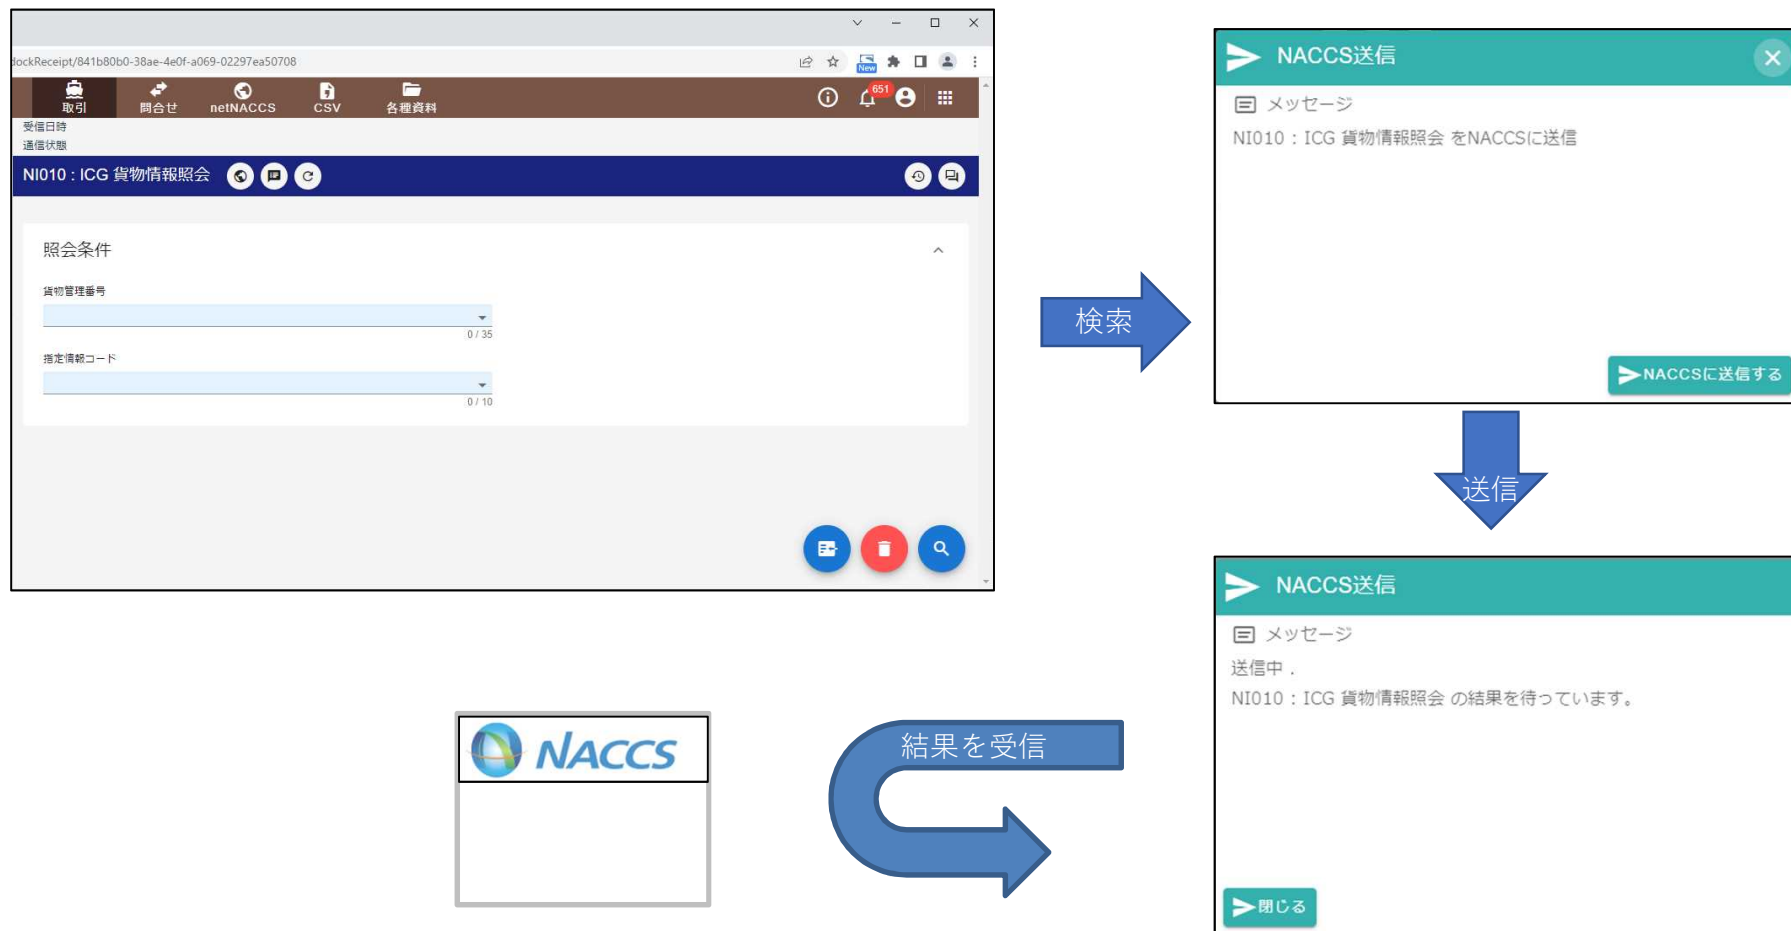 dockReceipt/841b80b0-38ae-4e0f-a069-02297ea50708
New
取引
問合せ
netNACCS
CSV
各種資料
651
受信日時
通信状態
NI010 : ICG 貨物情報照会
照会条件
貨物管理番号
0 / 35
指定情報コード
0 / 10
検索
NACCS送信
メッセージ
NI010 : ICG 貨物情報照会 をNACCSに送信
NACCSに送信する
送信
NACCS送信
メッセージ
送信中 .
NI010 : ICG 貨物情報照会 の結果を待っています。
閉じる
結果を受信
NACCS